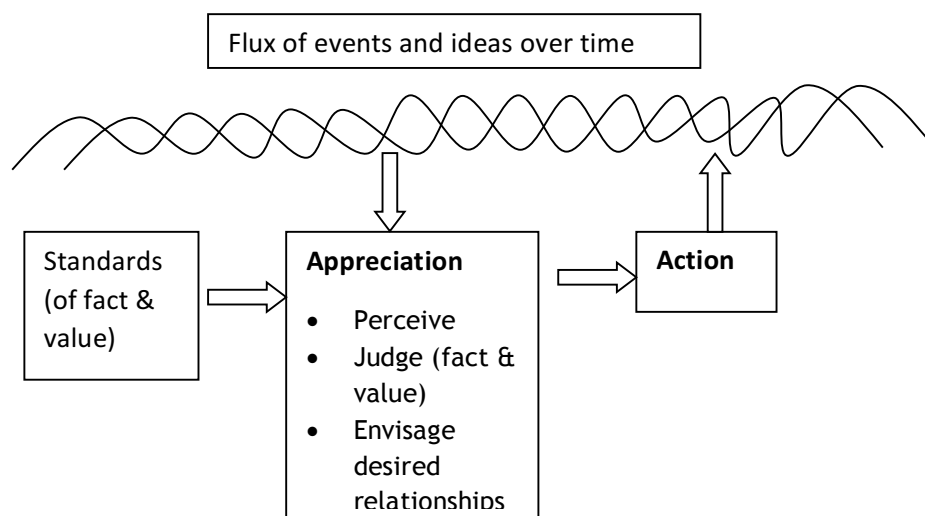 Flux of events and ideas over time
Standards
(of fact &
value)
Appreciation
• Perceive
• Judge (fact &
value)
• Envisage
desired
relationships
Action